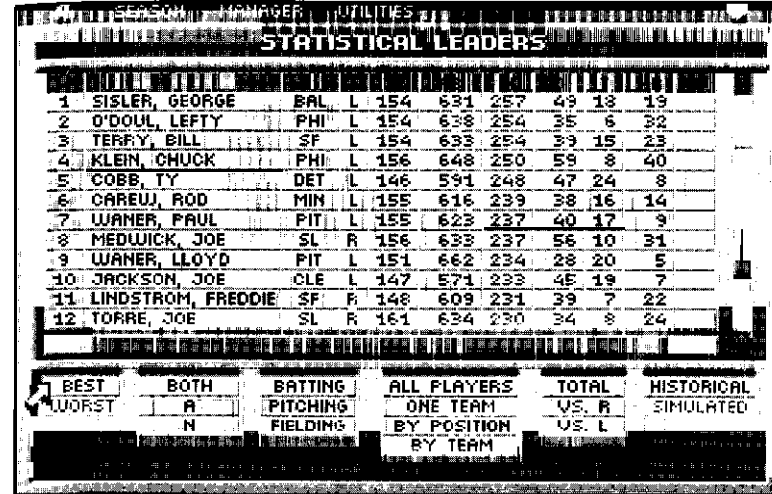 SEASON MANAGER UTILITIES
STATISTICAL LEADERS
1 SISLER, GEORGE BAL L 154 631 257 49 18 19
2 O'DOUL, LEFTY PHI L 154 638 254 35 6 32
3 TERRY, BILL SF L 154 633 254 39 15 23
4 KLEIN, CHUCK PHI L 156 648 250 59 8 40
5 COBB, TY DET L 146 591 248 47 24 8
6 CAREW, ROD MIN L 155 616 239 38 16 14
7 WANER, PAUL PIT L 155 623 237 40 17 9
8 MEDWICK, JOE SL R 156 633 237 56 10 31
9 WANER, LLOYD PIT L 151 662 234 28 20 5
10 JACKSON, JOE CLE L 147 571 233 45 19 7
11 LINDSTROM, FREDDIE SF R 148 609 231 39 7 22
12 TORRE, JOE SL R 161 634 230 34 8 24
BEST BOTH BATTING ALL PLAYERS TOTAL HISTORICAL
WORST A PITCHING ONE TEAM VS. R SIMULATED
N FIELDING BY POSITION VS. L
BY TEAM